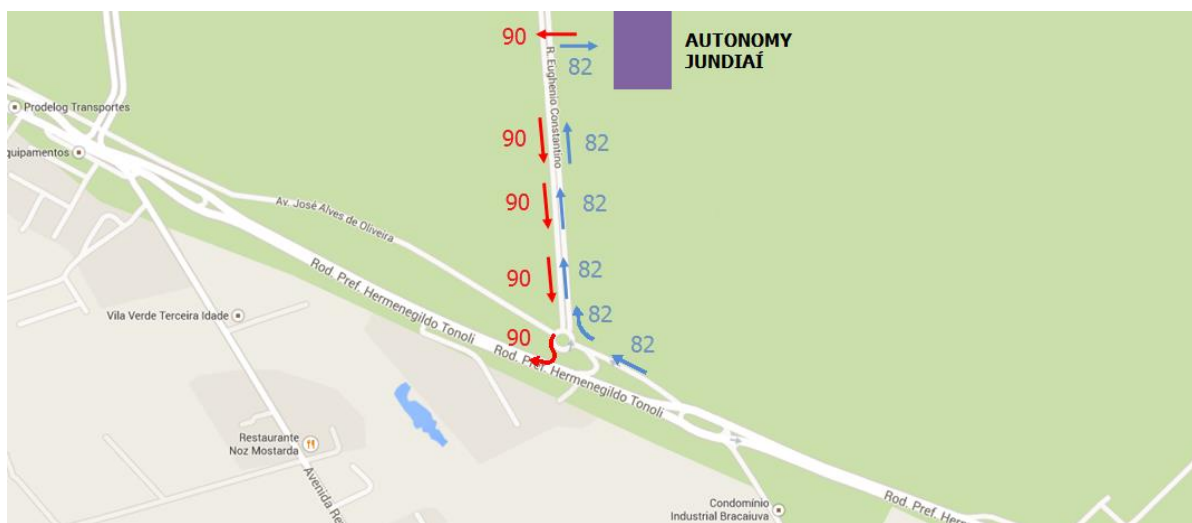 90
82
AUTONOMY
JUNDIAÍ
R. Eughenio Constantino
Prodelog Transportes
quipamentos
90
82
Av. José Alves de Oliveira
90
82
Rod. Pref. Hermenegildo Tonoli
90
82
Vila Verde Terceira Idade
82
90
82
Rod. Pref. Hermenegildo Tonoli
Restaurante
Noz Mostarda
Avenida Re
Condomínio
Industrial Bracaiuva
Rod. Pref. Hermenegildo